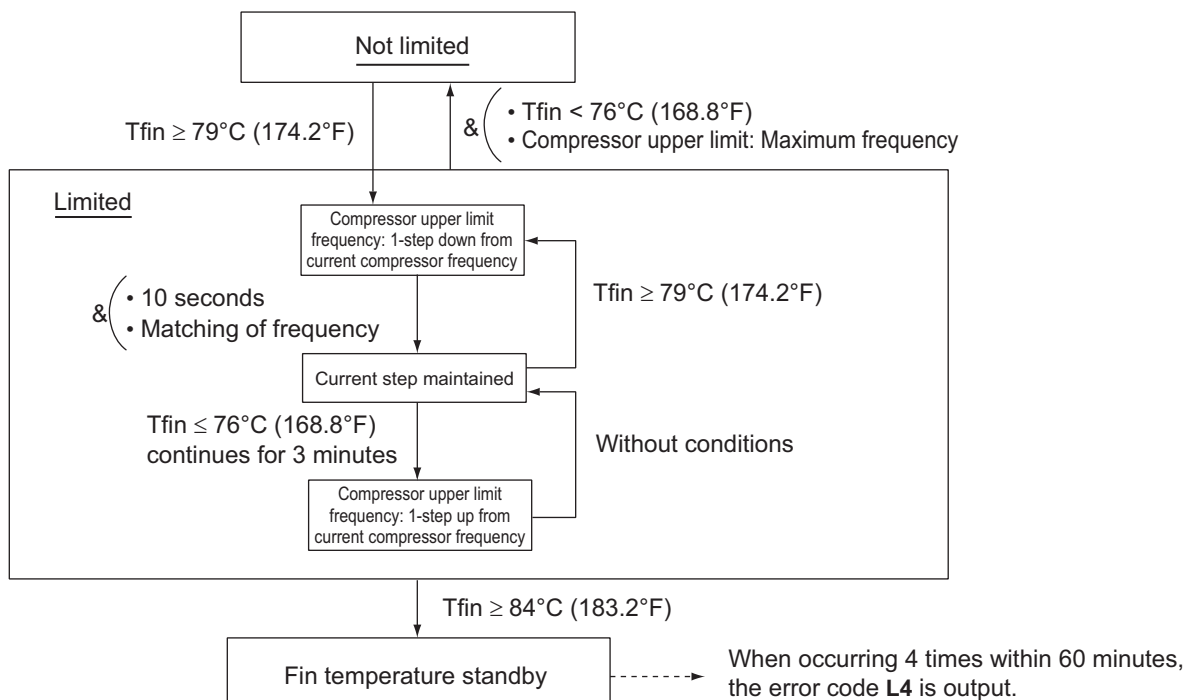 Not limited
Tfin ≥ 79°C (174.2°F)
&
• Tfin < 76°C (168.8°F)
• Compressor upper limit: Maximum frequency
Limited
Compressor upper limit
frequency: 1-step down from
current compressor frequency
&
• 10 seconds
• Matching of frequency
Tfin ≥ 79°C (174.2°F)
Current step maintained
Tfin ≤ 76°C (168.8°F)
continues for 3 minutes
Without conditions
Compressor upper limit
frequency: 1-step up from
current compressor frequency
Tfin ≥ 84°C (183.2°F)
Fin temperature standby
When occurring 4 times within 60 minutes,
the error code L4 is output.